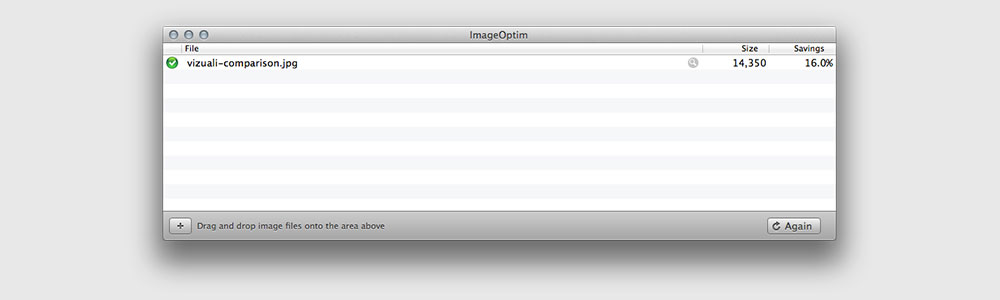 ImageOptim
File Size Savings
vizuali-comparison.jpg 14,350 16.0%
+ Drag and drop image files onto the area above Again